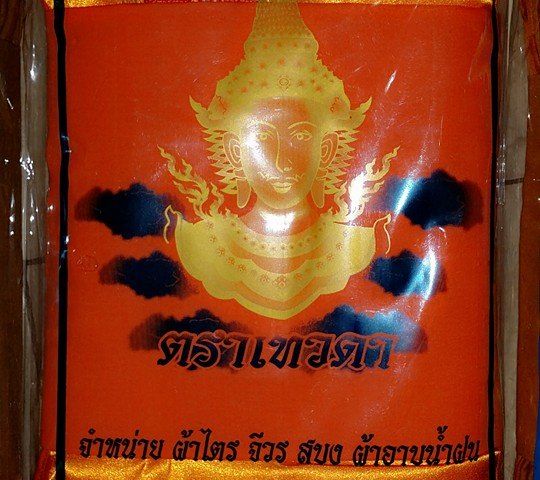 ตราเทวดา
จำหน่าย ผ้าไตร จีวร สบง ผ้าอาบน้ำฝน